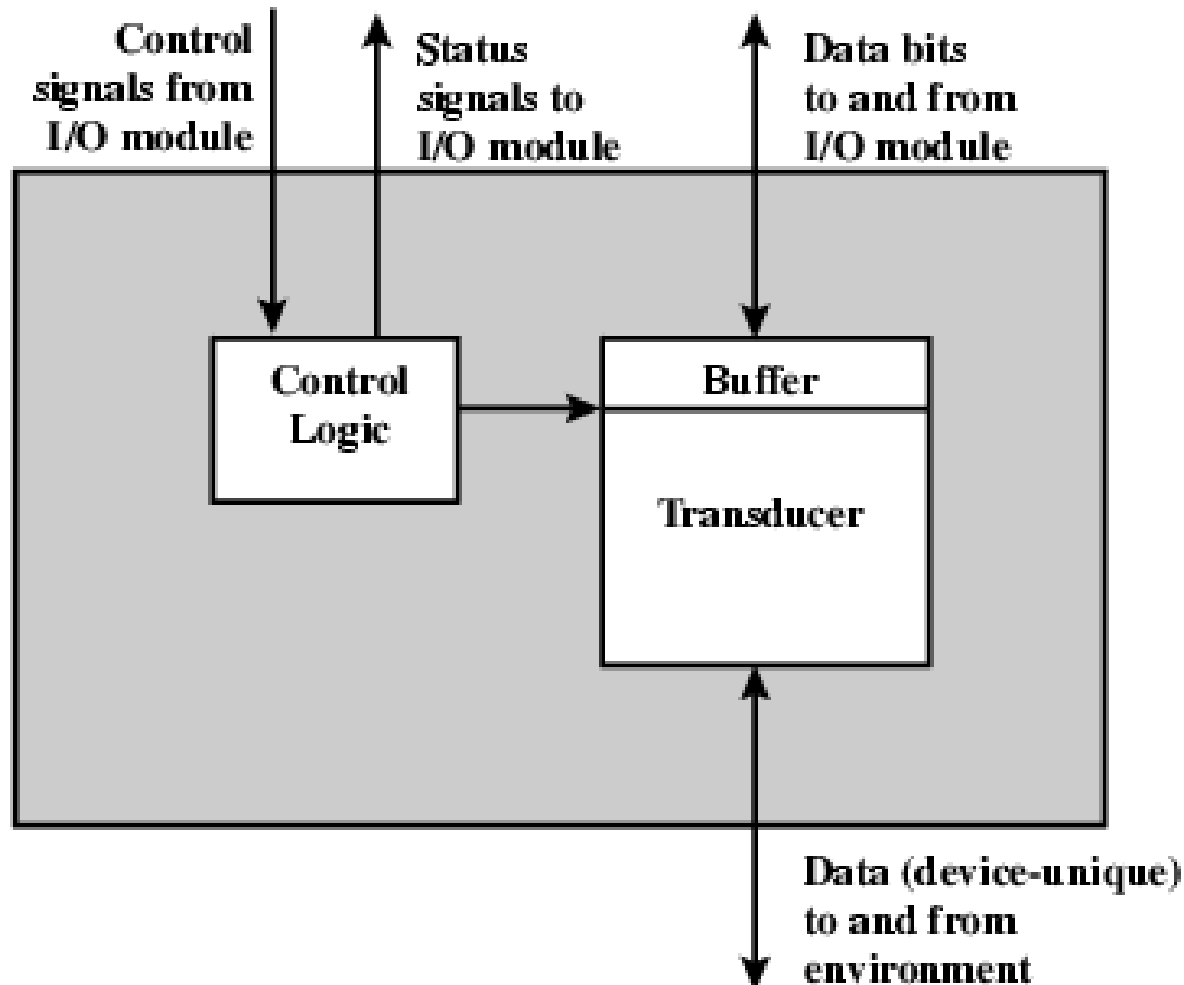 Control
signals from
I/O module
Status
signals to
I/O module
Data bits
to and from
I/O module
Control
Logic
Buffer
Transducer
Data (device-unique)
to and from
environment